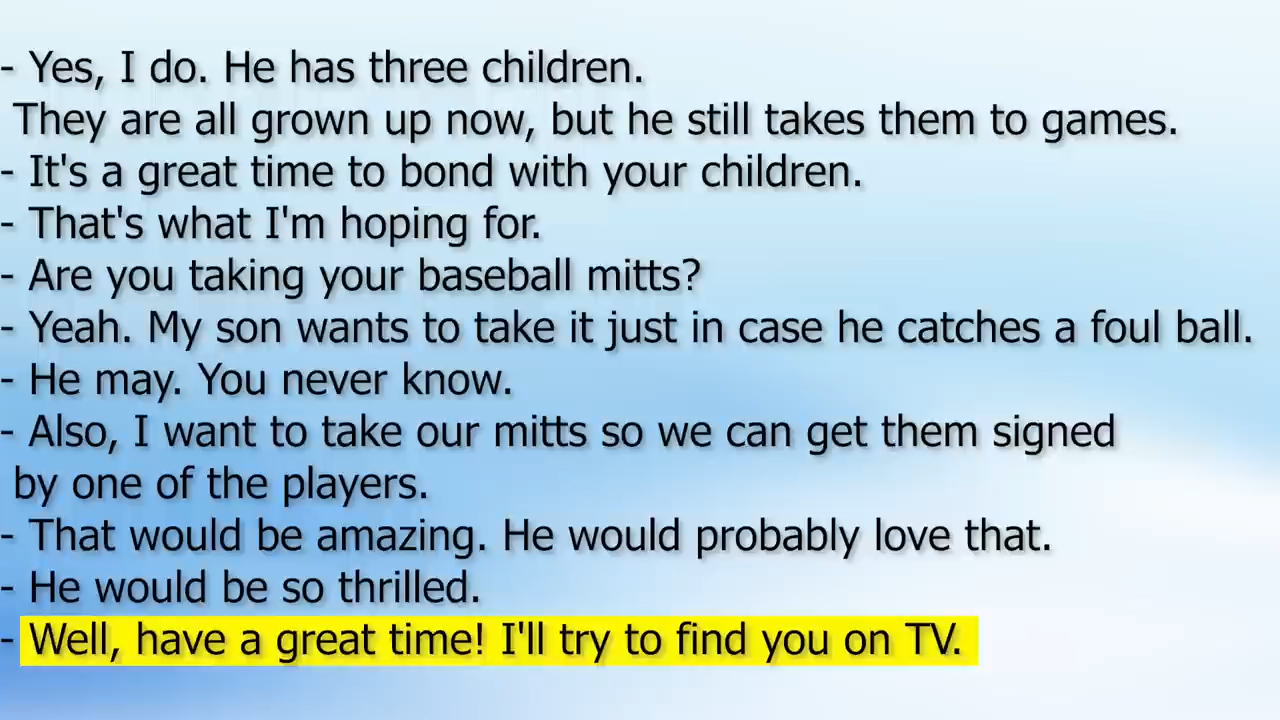 - Yes, I do. He has three children.
They are all grown up now, but he still takes them to games.
- It's a great time to bond with your children.
- That's what I'm hoping for.
- Are you taking your baseball mitts?
- Yeah. My son wants to take it just in case he catches a foul ball.
- He may. You never know.
- Also, I want to take our mitts so we can get them signed
by one of the players.
- That would be amazing. He would probably love that.
- He would be so thrilled.
- Well, have a great time! I'll try to find you on TV.